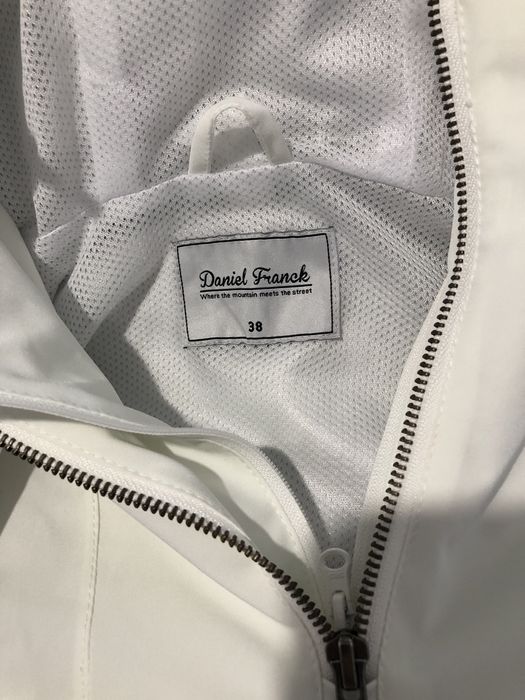 Daniel Franck
Where the mountain meets the street
38